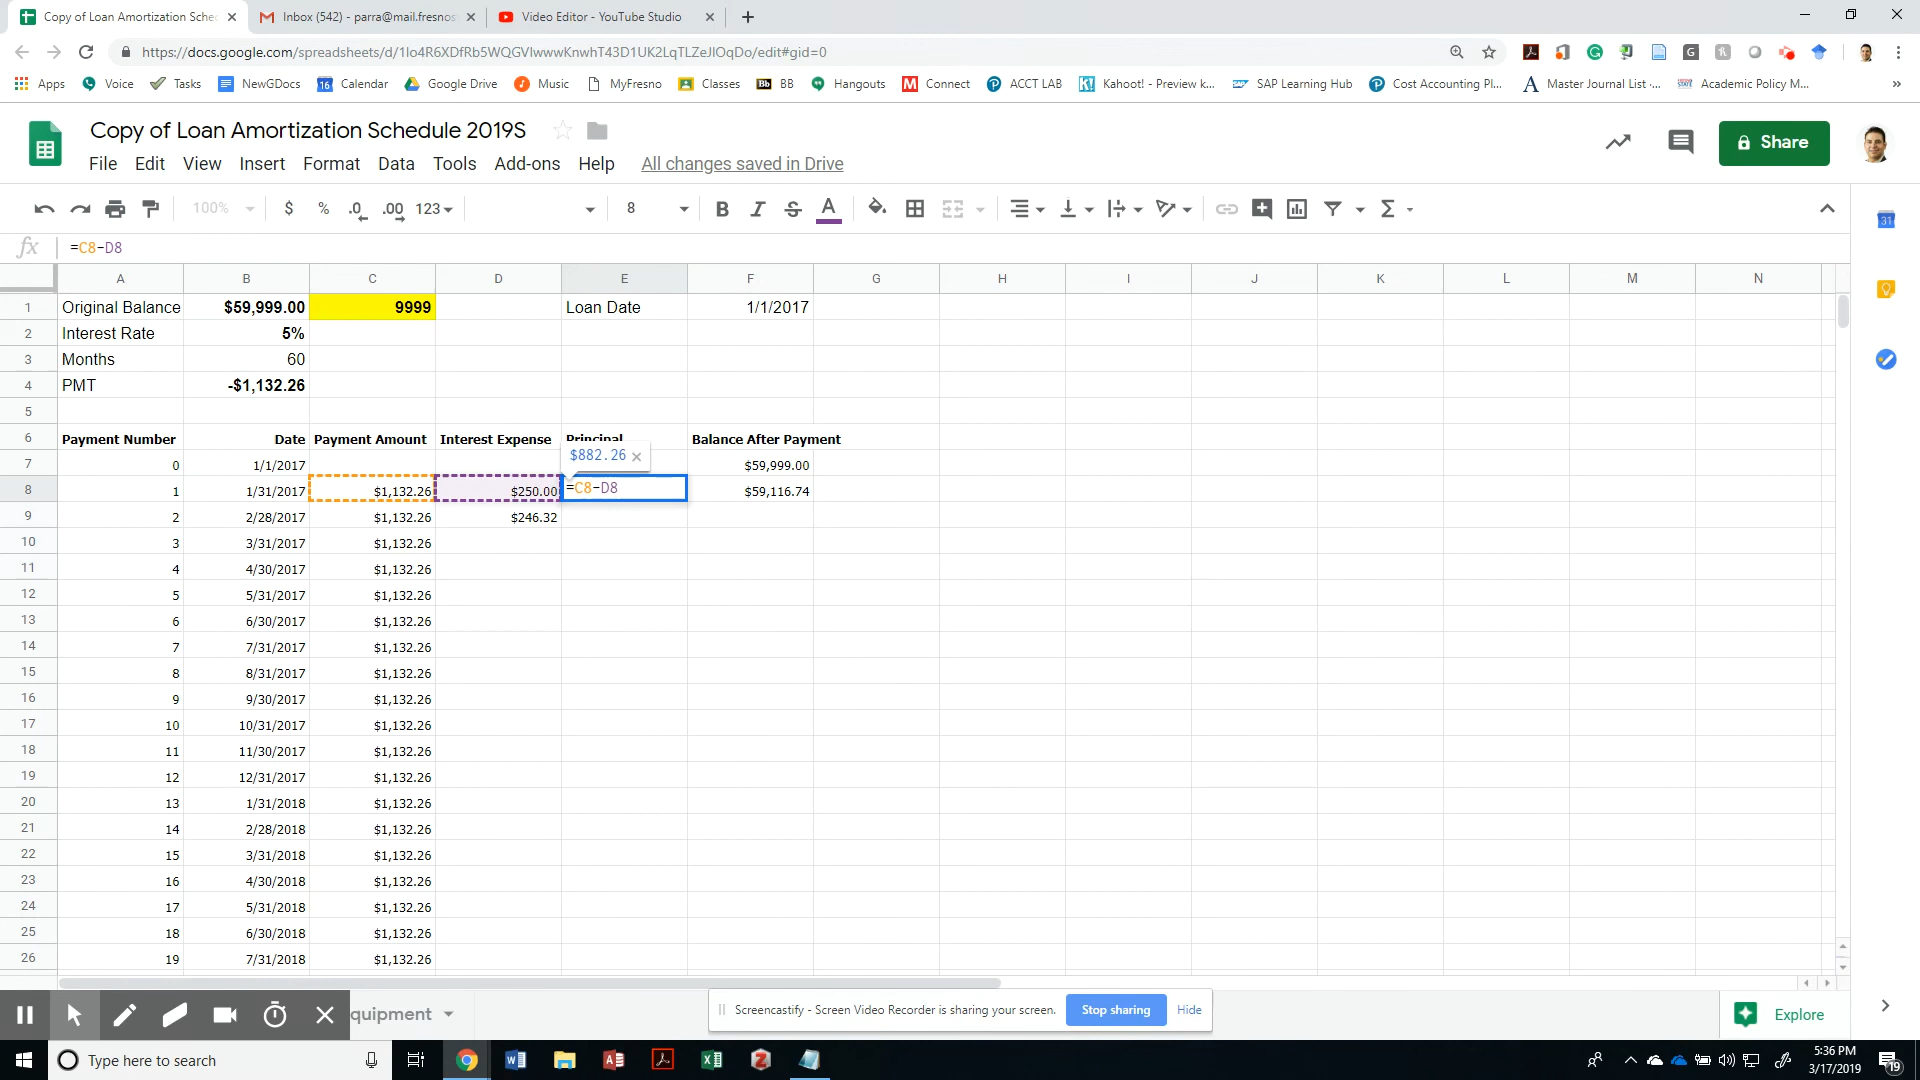 Copy of Loan Amortization Sche
Inbox (542) - parra@mail.fresnos
Video Editor - YouTube Studio
https://docs.google.com/spreadsheets/d/1Io4R6XDfRb5WQGVIwwwKnwhT43D1UK2LqTLZeJIOqDo/edit#gid=0
Apps Voice Tasks NewGDocs Calendar Google Drive Music MyFresno Classes BB Hangouts Connect ACCT LAB Kahoot! - Preview k... SAP Learning Hub Cost Accounting Pl... Master Journal List -... Academic Policy M... »
Copy of Loan Amortization Schedule 2019S
File Edit View Insert Format Data Tools Add-ons Help All changes saved in Drive
Share
100% $ % .0 .00 123 8 B I S A Σ
31
fx =C8-D8
A B C D E F G H I J K L M N
1 Original Balance $59,999.00 9999 Loan Date 1/1/2017
2 Interest Rate 5%
3 Months 60
4 PMT -$1,132.26
5
6 Payment Number Date Payment Amount Interest Expense Principal Balance After Payment
$882.26 ×
7 0 1/1/2017 $59,999.00
8 1 1/31/2017 $1,132.26 $250.00 =C8-D8 $59,116.74
9 2 2/28/2017 $1,132.26 $246.32
10 3 3/31/2017 $1,132.26
11 4 4/30/2017 $1,132.26
12 5 5/31/2017 $1,132.26
13 6 6/30/2017 $1,132.26
14 7 7/31/2017 $1,132.26
15 8 8/31/2017 $1,132.26
16 9 9/30/2017 $1,132.26
17 10 10/31/2017 $1,132.26
18 11 11/30/2017 $1,132.26
19 12 12/31/2017 $1,132.26
20 13 1/31/2018 $1,132.26
21 14 2/28/2018 $1,132.26
22 15 3/31/2018 $1,132.26
23 16 4/30/2018 $1,132.26
24 17 5/31/2018 $1,132.26
25 18 6/30/2018 $1,132.26
26 19 7/31/2018 $1,132.26
quipment
Screencastify - Screen Video Recorder is sharing your screen. Stop sharing Hide
Explore
Type here to search
5:36 PM
3/17/2019
19